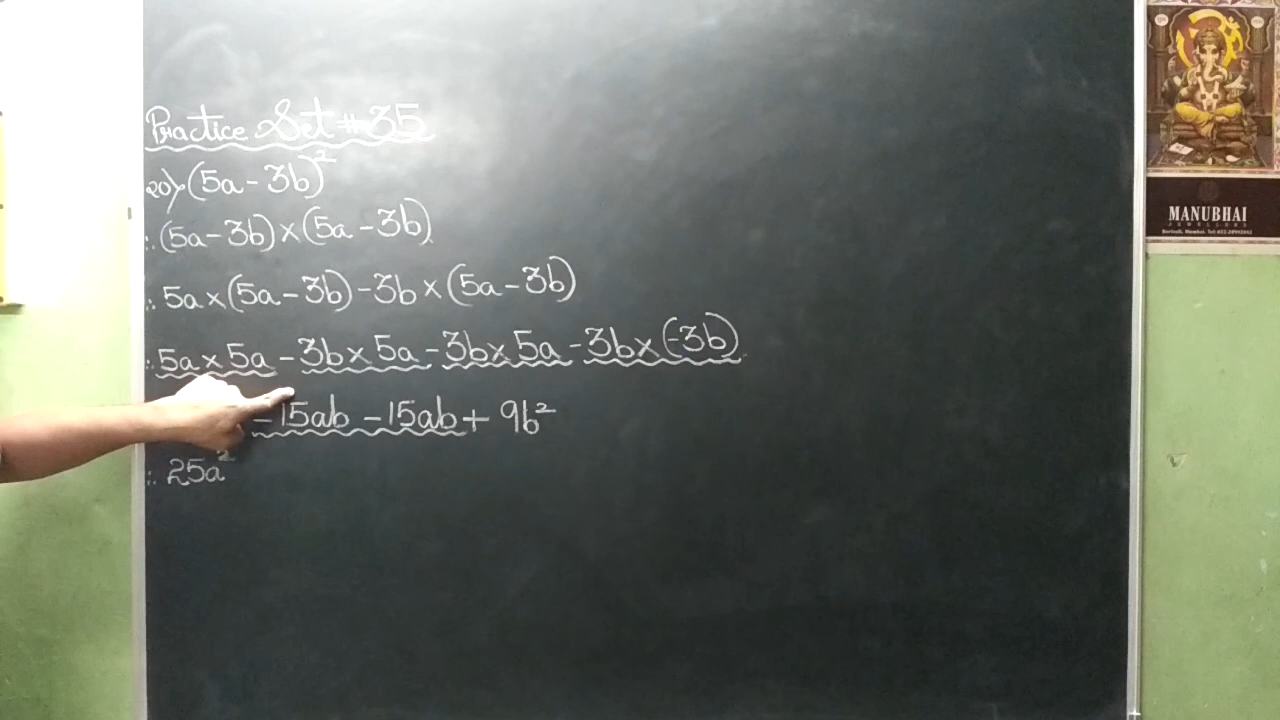 Practice Set # 35
20) (5a - 3b)²
∴ (5a - 3b) × (5a - 3b)
∴ 5a × (5a - 3b) - 3b × (5a - 3b)
∴ 5a × 5a - 3b × 5a - 3b × 5a - 3b × (-3b)
- 15ab - 15ab + 9b²
∴ 25a²
MANUBHAI
JEWELLERS